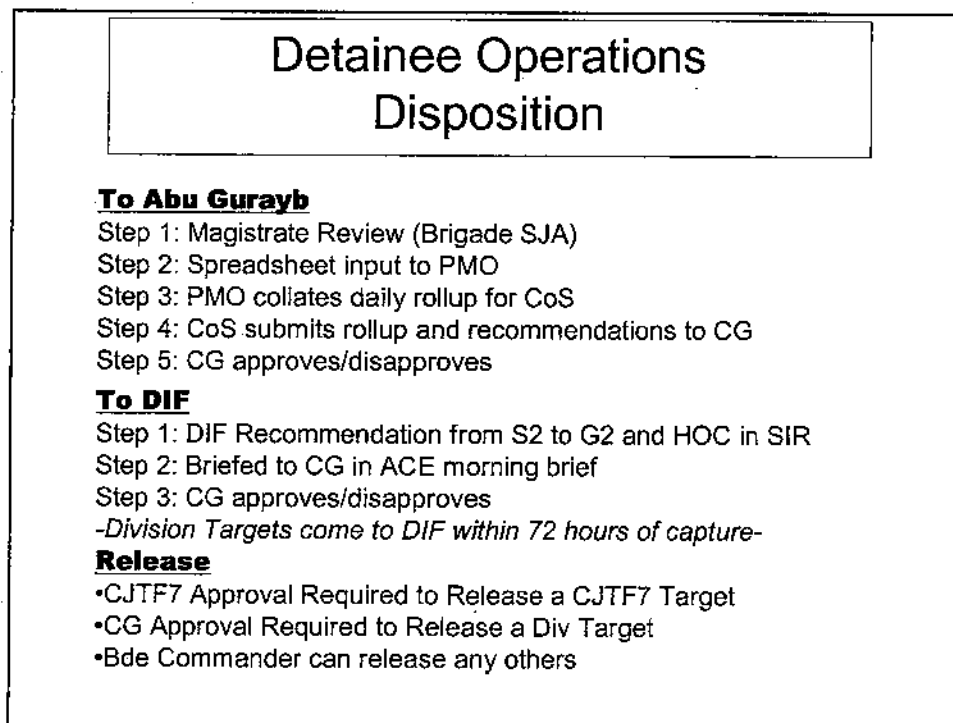 Detainee Operations
Disposition
To Abu Gurayb
Step 1: Magistrate Review (Brigade SJA)
Step 2: Spreadsheet input to PMO
Step 3: PMO collates daily rollup for CoS
Step 4: CoS submits rollup and recommendations to CG
Step 5: CG approves/disapproves
To DIF
Step 1: DIF Recommendation from S2 to G2 and HOC in SIR
Step 2: Briefed to CG in ACE morning brief
Step 3: CG approves/disapproves
-Division Targets come to DIF within 72 hours of capture-
Release
•CJTF7 Approval Required to Release a CJTF7 Target
•CG Approval Required to Release a Div Target
•Bde Commander can release any others